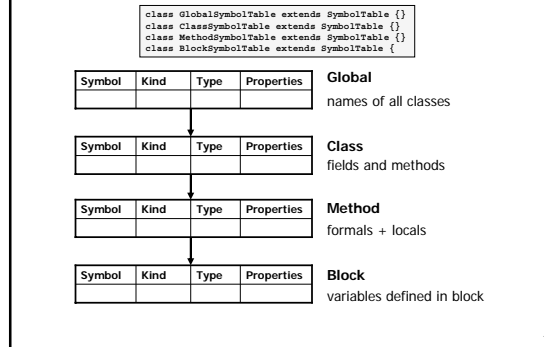 class GlobalSymbolTable extends SymbolTable {}
class ClassSymbolTable extends SymbolTable {}
class MethodSymbolTable extends SymbolTable {}
class BlockSymbolTable extends SymbolTable {
Symbol Kind Type Properties
Global
names of all classes
Symbol Kind Type Properties
Class
fields and methods
Symbol Kind Type Properties
Method
formals + locals
Symbol Kind Type Properties
Block
variables defined in block